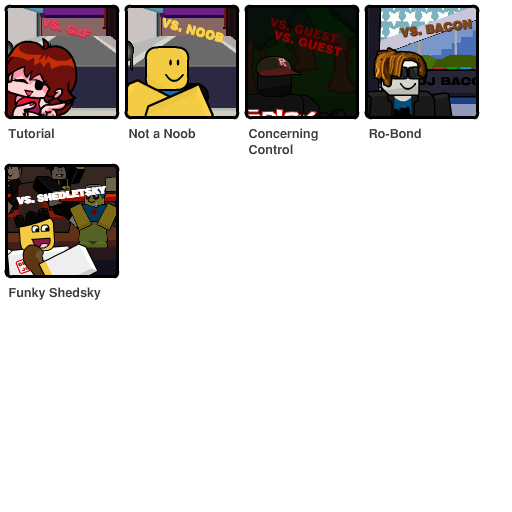 VS. GxF
VS. NOOB
VS. GUEST
VS. GUEST
R
VS. BACON
DJ BACO
Tutorial
Not a Noob
Concerning
Control
Ro-Bond
VS. SHEDLETSKY
Funky Shedsky